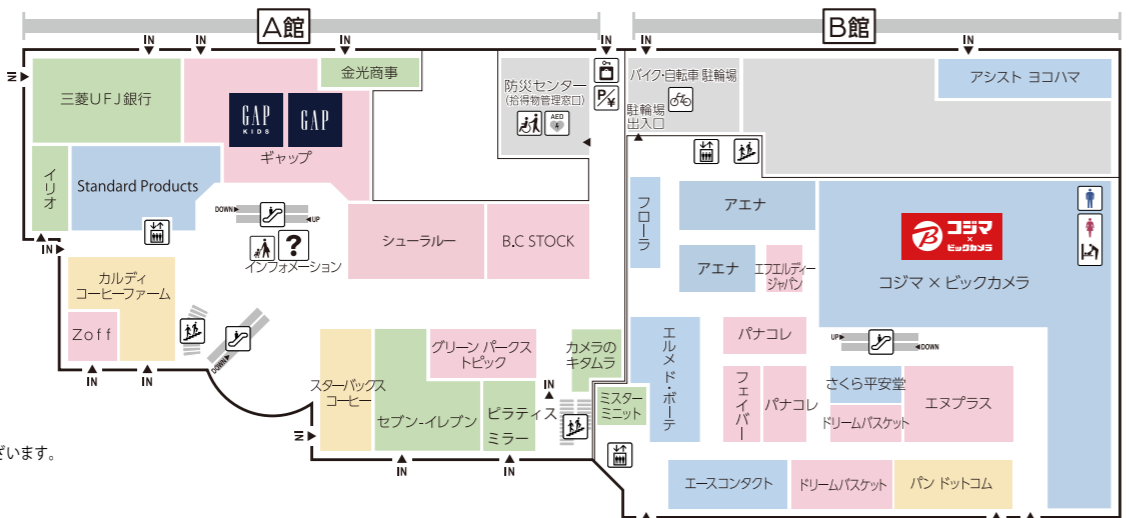 A館
B館
IN
IN
IN
IN
IN
IN
三菱UFJ銀行
金光商事
GAP
KIDS
GAP
ギャップ
防災センター
(拾得物管理窓口)
AED
P/¥
バイク・自転車 駐輪場
駐輪場
出入口
アシスト ヨコハマ
イリオ
Standard Products
DOWN
UP
?
インフォメーション
シューラルー
B.C STOCK
フローラ
アエナ
アエナ
エフエルディー
ジャパン
B
コジマ
×
ビックカメラ
コジマ×ビックカメラ
IN
IN
カルディ
コーヒーファーム
Zoff
DOWN
IN
IN
スターバックス
コーヒー
セブン-イレブン
グリーン パークス
トピック
ピラティス
ミラー
カメラの
キタムラ
IN
ミスター
ミニット
IN
IN
IN
エルメ ド・ボーテ
パナコレ
フェイバー
パナコレ
UP
DOWN
さくら平安堂
ドリームバスケット
エヌプラス
エースコンタクト
ドリームバスケット
パン ドットコム
ざいます。